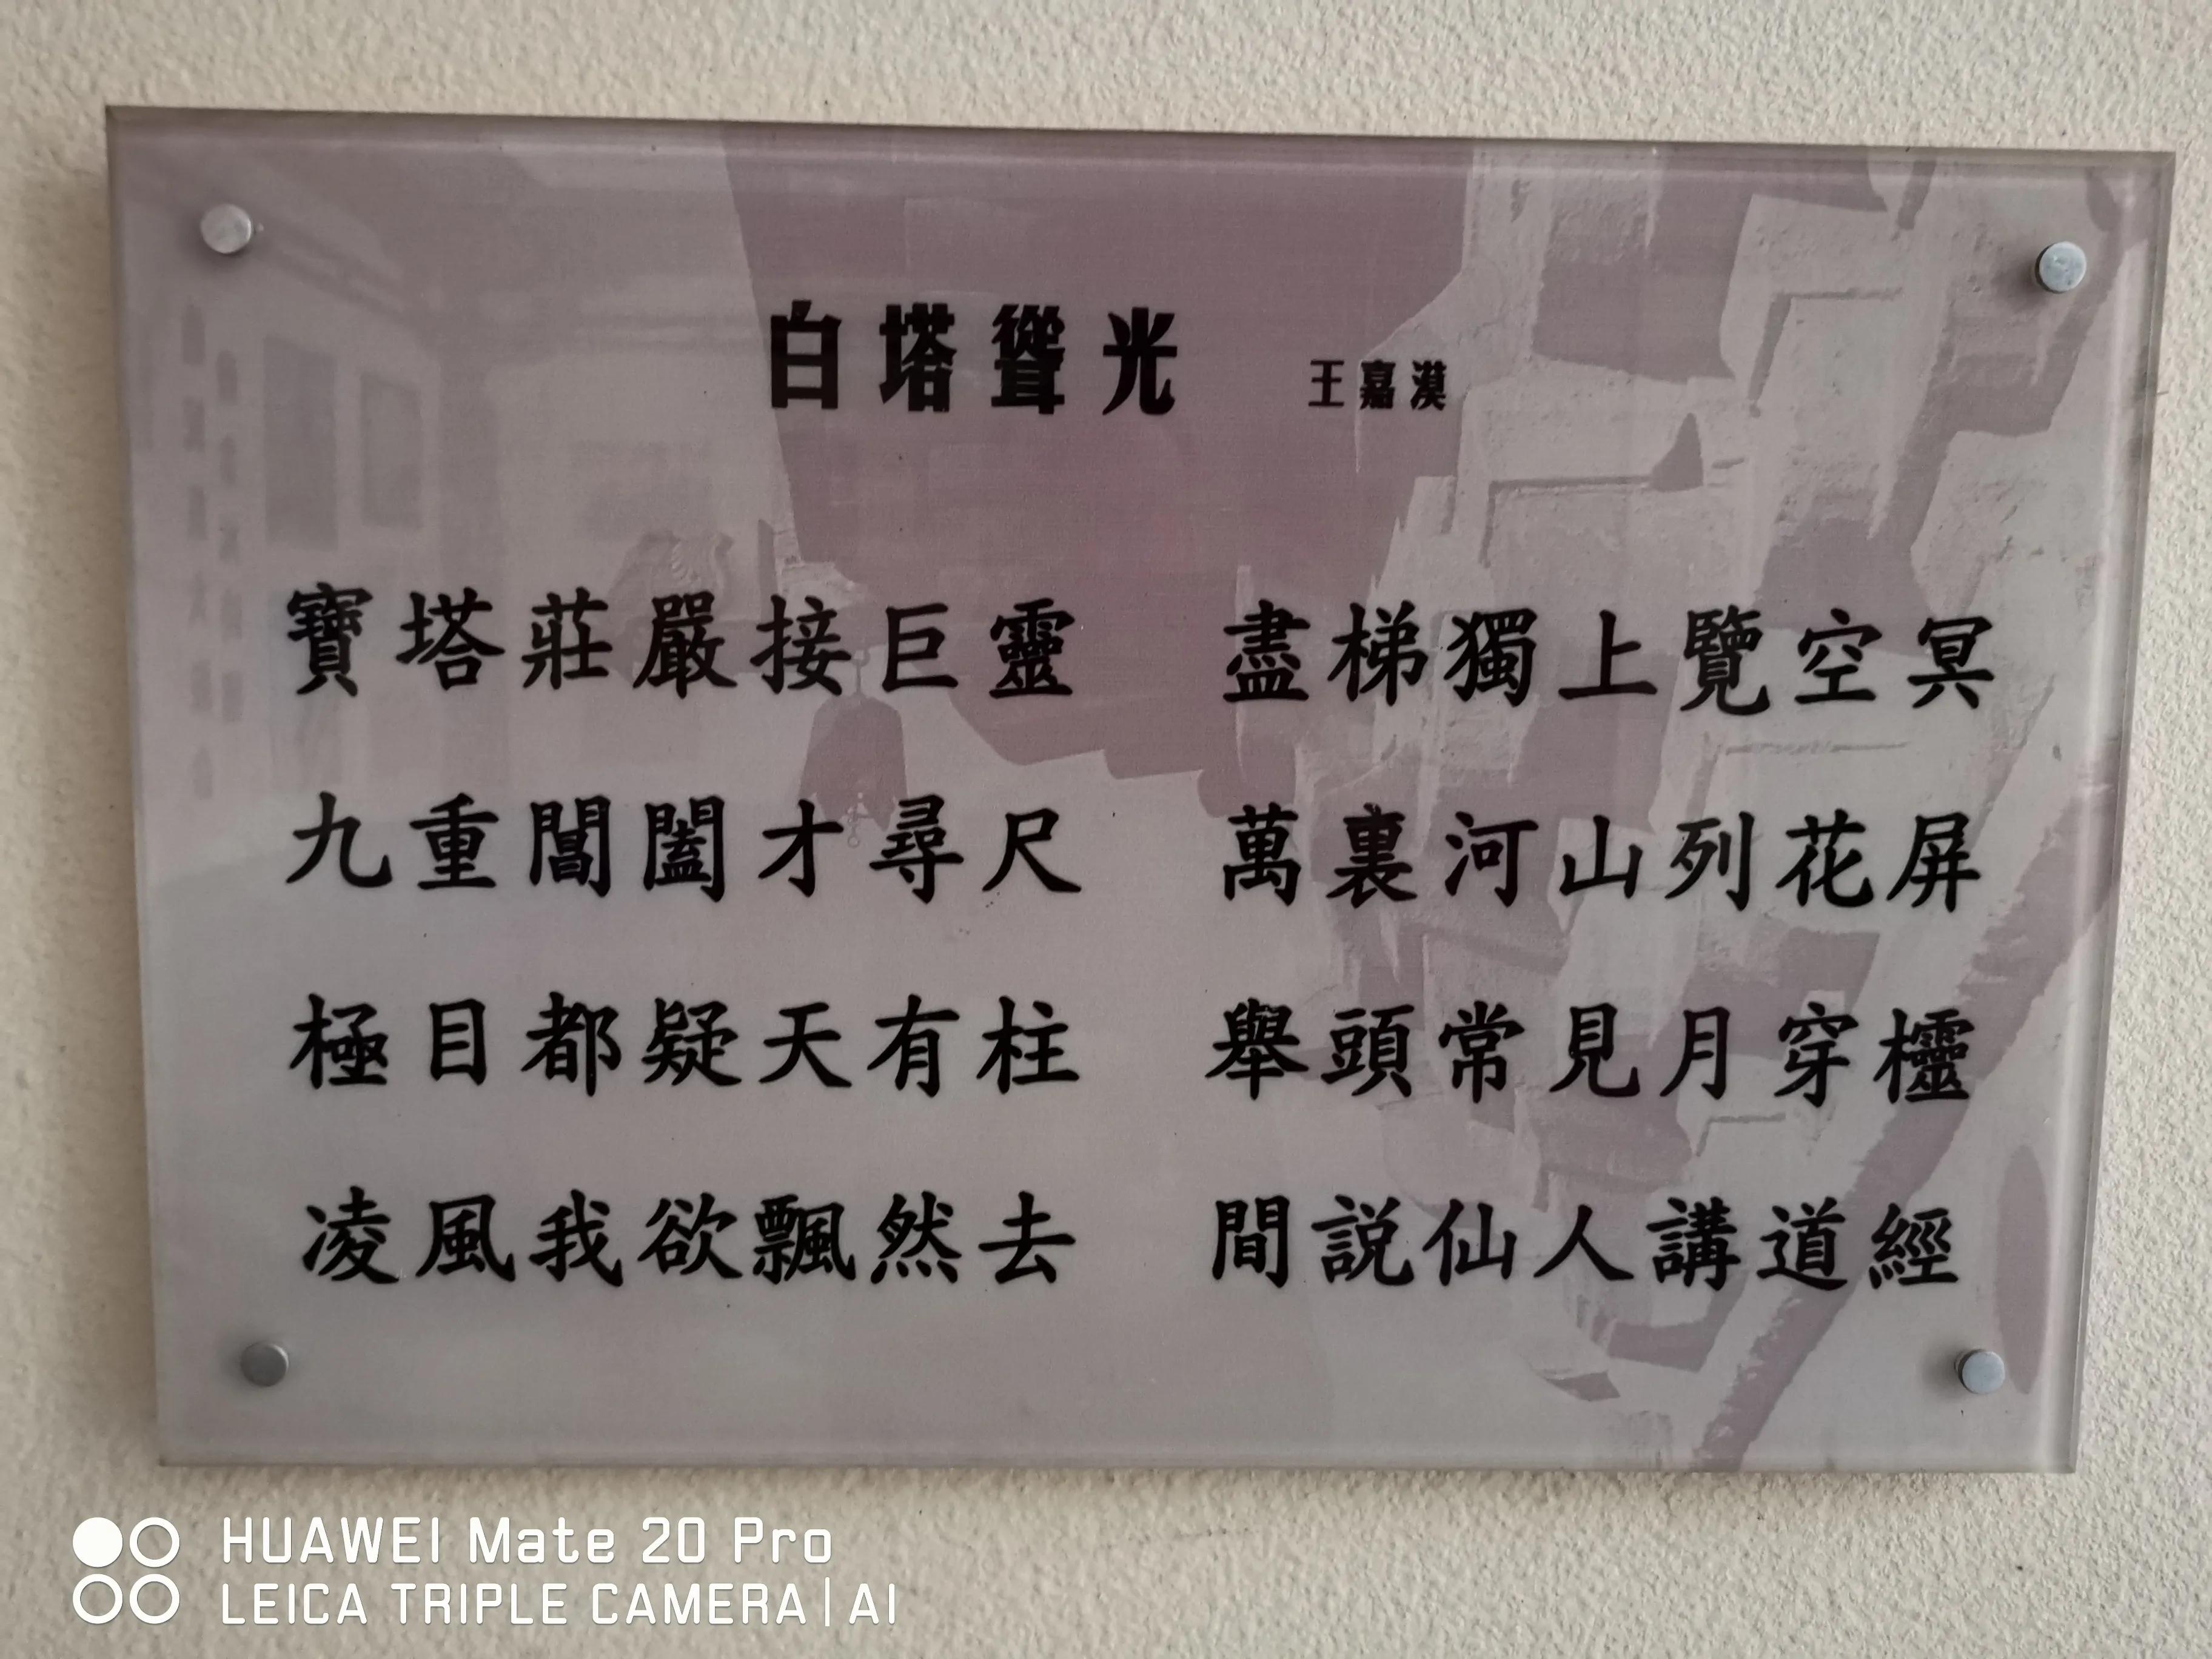 白塔聳光 王嘉漠
寶塔莊嚴接巨靈 盡梯獨上覽空冥
九重閶闔才尋尺 萬裏河山列花屏
極目都疑天有柱 舉頭常見月穿欞
凌風我欲飄然去 間説仙人講道經
HUAWEI Mate 20 Pro
LEICA TRIPLE CAMERA | AI